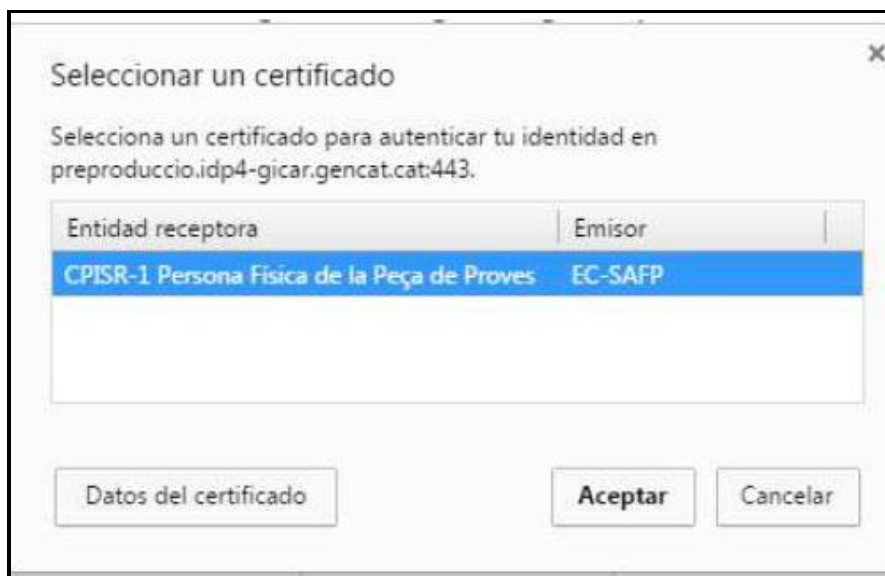 Seleccionar un certificado
Selecciona un certificado para autenticar tu identidad en
preproduccio.idp4-gicar.gencat.cat:443.
Entidad receptora Emisor
CPISR-1 Persona Física de la Peça de Proves EC-SAFP
Datos del certificado Aceptar Cancelar